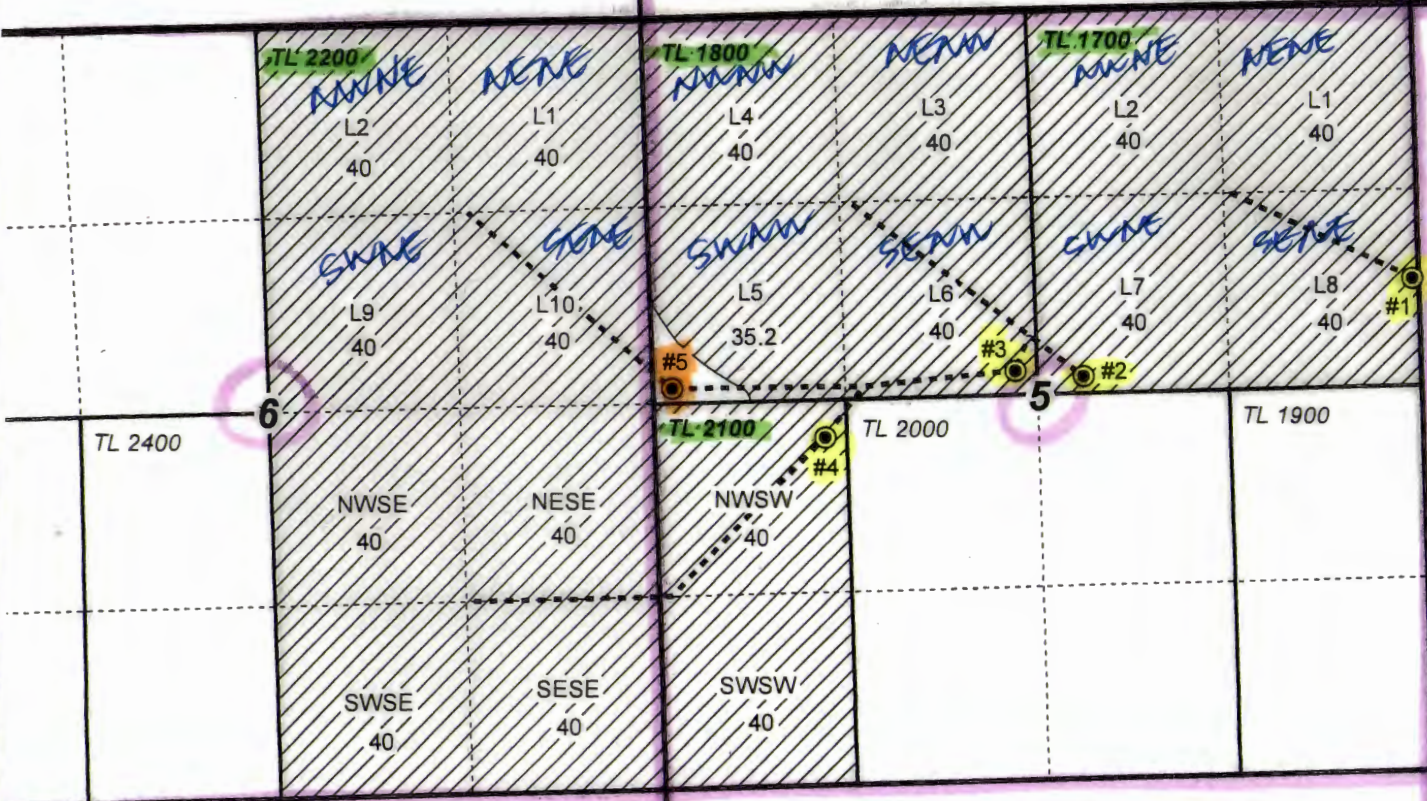 TL 2200
NWNE
NENE
L2
40
L1
40
TL 1800
NWNW
NENW
L4
40
L3
40
TL 1700
NWNE
NENE
L2
40
L1
40
SWNE
SENE
L9
40
L10
40
SWNW
SENW
L5
35.2
L6
40
SWNE
SENE
L7
40
L8
40
#1
#5
#3
#2
6
5
TL 2400
TL 2100
TL 2000
TL 1900
#4
NWSE
40
NESE
40
NWSW
40
SWSE
40
SESE
40
SWSW
40